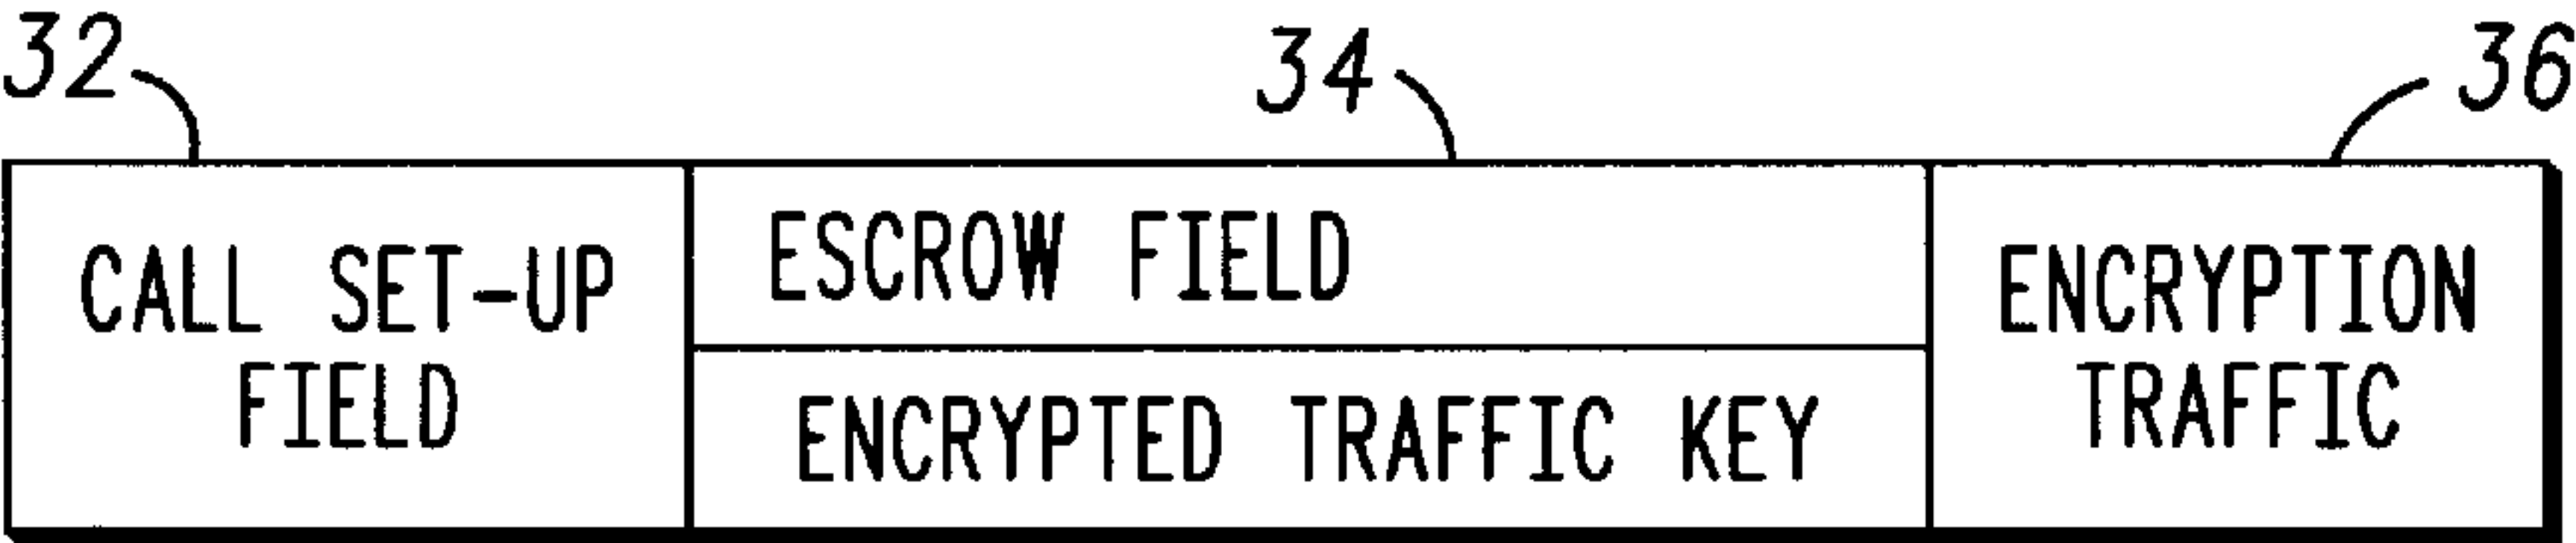 32
34
36
CALL SET-UP
FIELD
ESCROW FIELD
ENCRYPTED TRAFFIC KEY
ENCRYPTION
TRAFFIC